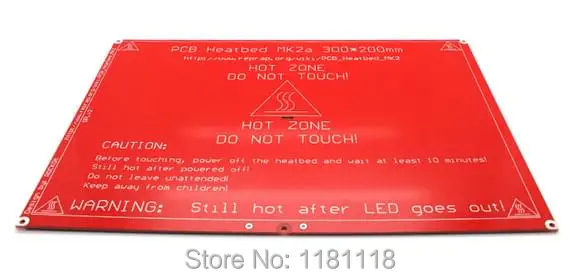 PCB Heatbed MK2a 300*200mm
http://www.reprap.org/wiki/PCB_Heatbed_MK2
HOT ZONE
DO NOT TOUCH!
HOT ZONE
DO NOT TOUCH!
CAUTION:
Before touching, power off the heatbed and wait at least 10 minutes!
Still hot after powered off!
Do not leave unattended!
Keep away from children!
WARNING: Still hot after LED goes out!
Store No: 1181118